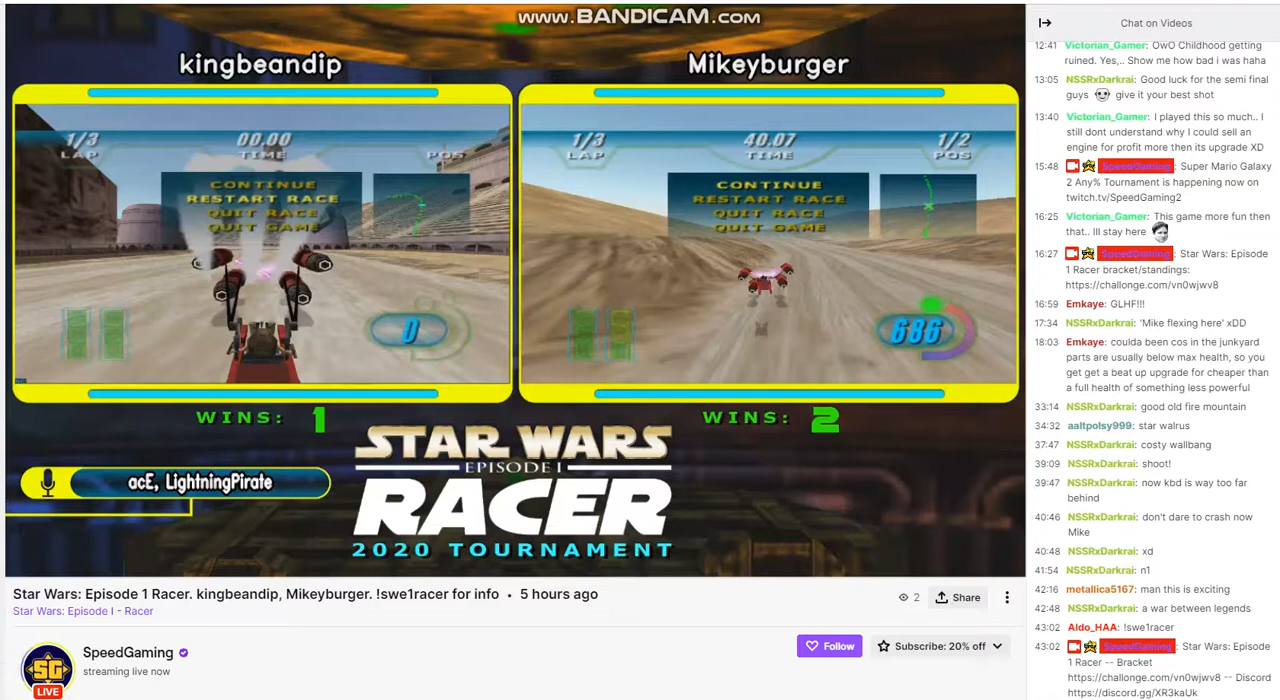 www.BANDICAM.com
kingbeandip
Mikeyburger
1/3
LAP
00.00
TIME
POS
CONTINUE
RESTART RACE
QUIT RACE
QUIT GAME
0
1/3
LAP
40.07
TIME
1/2
POS
CONTINUE
RESTART RACE
QUIT RACE
QUIT GAME
686
WINS: 1
WINS: 2
acE, LightningPirate
STAR WARS
EPISODE I
RACER
2020 TOURNAMENT
Star Wars: Episode 1 Racer. kingbeandip, Mikeyburger. !swe1racer for info • 5 hours ago
Star Wars: Episode I - Racer
2
Share
SG
LIVE
SpeedGaming
streaming live now
Follow
Subscribe: 20% off
Chat on Videos
12:41 Victorian_Gamer: OwO Childhood getting
ruined. Yes,.. Show me how bad i was haha
13:05 NSSRxDarkrai: Good luck for the semi final
guys give it your best shot
13:40 Victorian_Gamer: I played this so much.. I
still dont understand why I could sell an
engine for profit more then its upgrade XD
15:48 SpeedGaming: Super Mario Galaxy
2 Any% Tournament is happening now on
twitch.tv/SpeedGaming2
16:25 Victorian_Gamer: This game more fun then
that.. Ill stay here
16:27 SpeedGaming: Star Wars: Episode
1 Racer bracket/standings:
https://challonge.com/vn0wjwv8
16:59 Emkaye: GLHF!!!
17:34 NSSRxDarkrai: 'Mike flexing here' xDD
18:03 Emkaye: coulda been cos in the junkyard
parts are usually below max health, so you
get get a beat up upgrade for cheaper than
a full health of something less powerful
33:14 NSSRxDarkrai: good old fire mountain
34:32 aaltpolsy999: star walrus
37:47 NSSRxDarkrai: costy wallbang
39:09 NSSRxDarkrai: shoot!
39:47 NSSRxDarkrai: now kbd is way too far
behind
40:46 NSSRxDarkrai: don't dare to crash now
Mike
40:48 NSSRxDarkrai: xd
41:54 NSSRxDarkrai: n1
42:16 metallica5167: man this is exciting
42:48 NSSRxDarkrai: a war between legends
43:02 Aldo_HAA: !swe1racer
43:02 SpeedGaming: Star Wars: Episode
1 Racer -- Bracket
https://challonge.com/vn0wjwv8 -- Discord
https://discord.gg/XR3kaUk